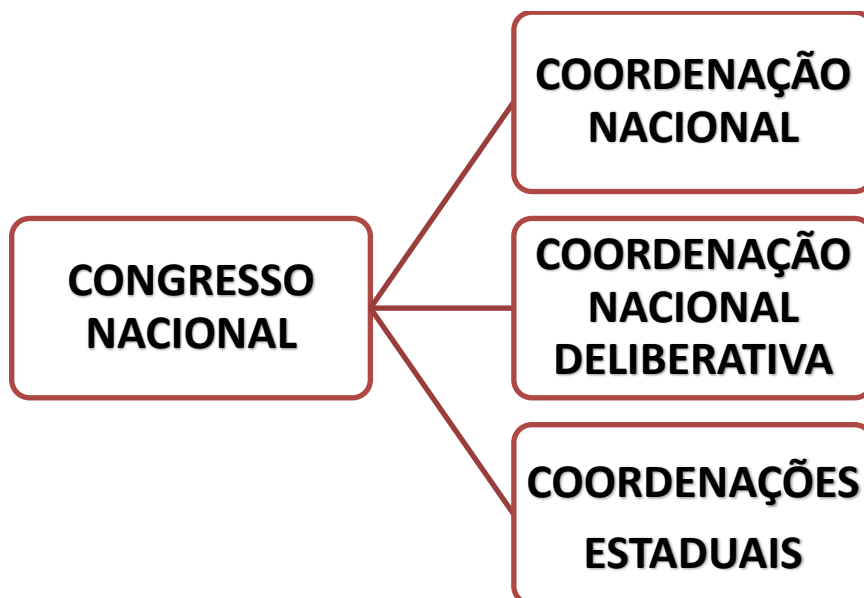 CONGRESSO
NACIONAL
COORDENAÇÃO
NACIONAL
COORDENAÇÃO
NACIONAL
DELIBERATIVA
COORDENAÇÕES
ESTADUAIS